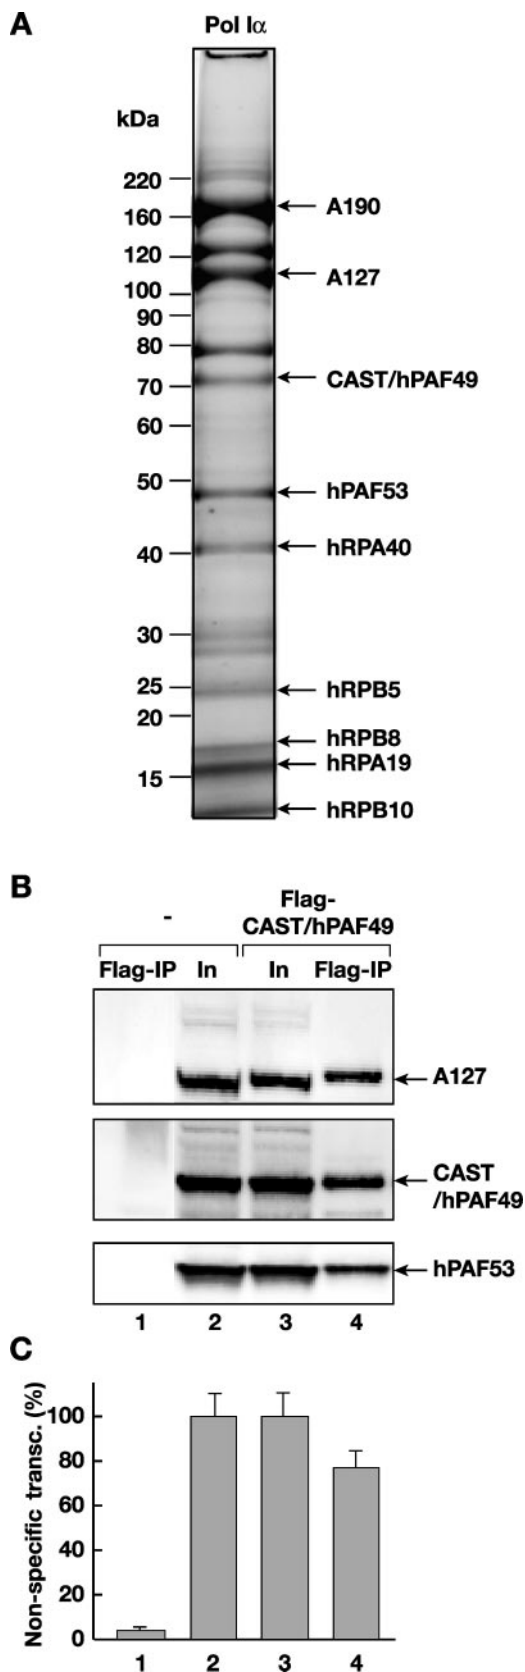 A
Pol Iα
kDa
220
160
120
100
90
80
70
60
50
40
30
25
20
15
A190
A127
CAST/hPAF49
hPAF53
hRPA40
hRPB5
hRPB8
hRPA19
hRPB10
B
-
Flag-
CAST/hPAF49
Flag-IP In In Flag-IP
A127
CAST
/hPAF49
hPAF53
1 2 3 4
C
Non-specific transc. (%)
100
80
60
40
20
0
1 2 3 4